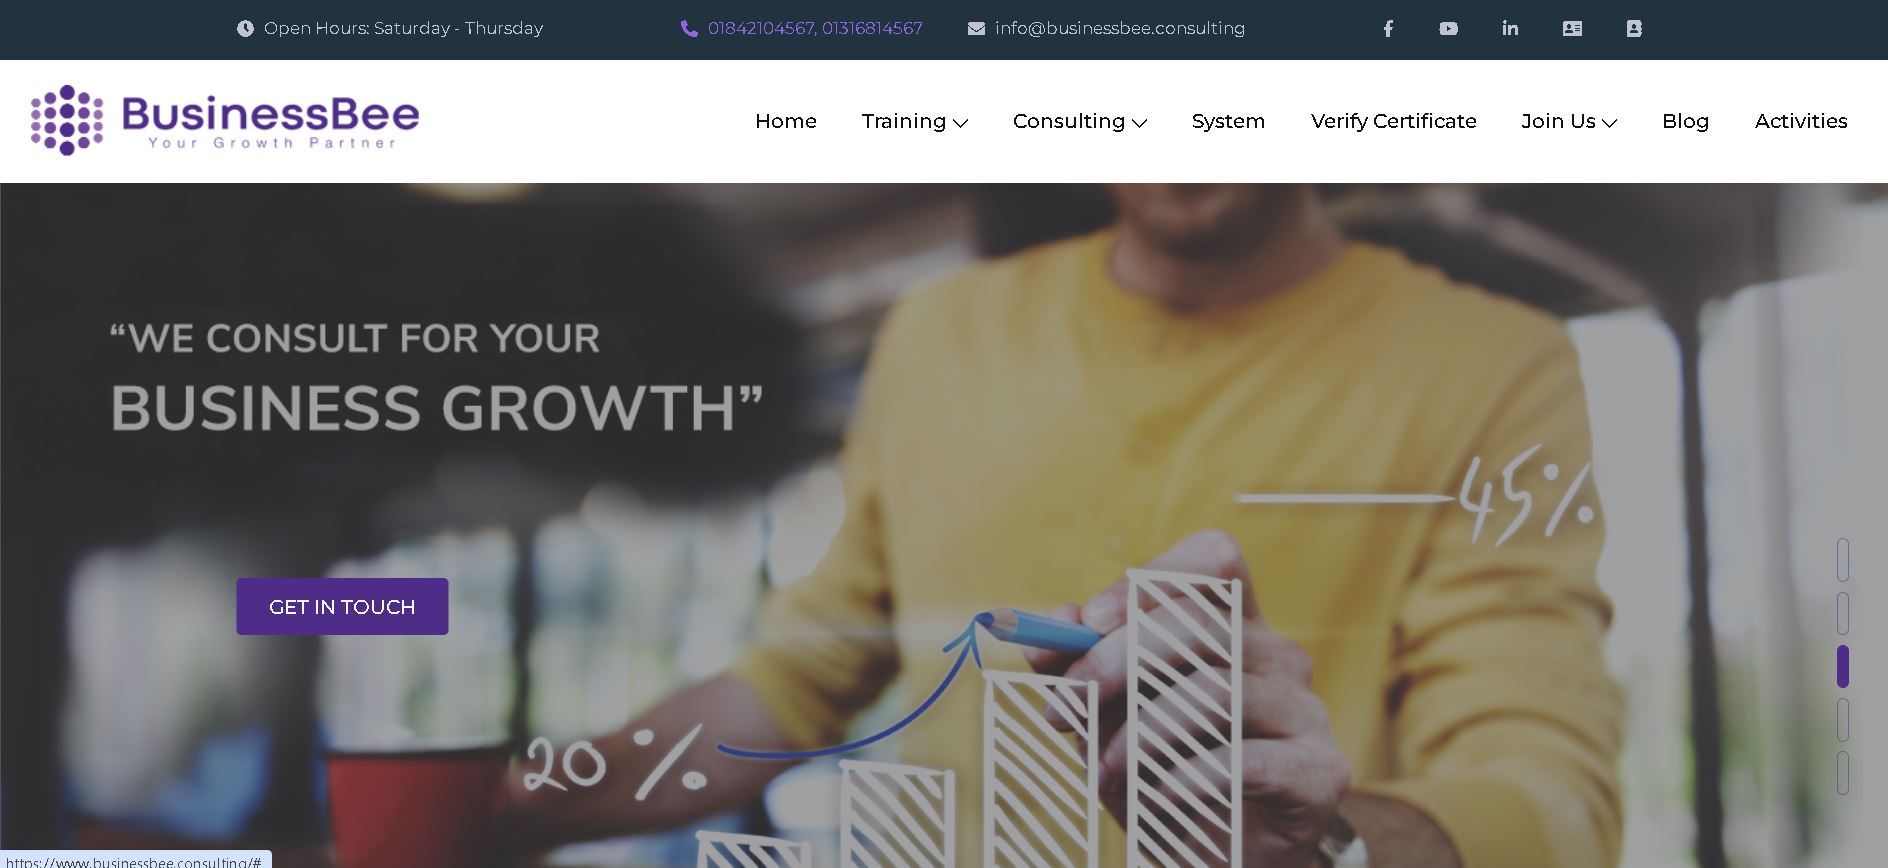 Open Hours: Saturday - Thursday
01842104567, 01316814567
info@businessbee.consulting
BusinessBee
Your Growth Partner
Home
Training
Consulting
System
Verify Certificate
Join Us
Blog
Activities
“WE CONSULT FOR YOUR
BUSINESS GROWTH”
45%
GET IN TOUCH
20%
https://www.businessbee.consulting/#